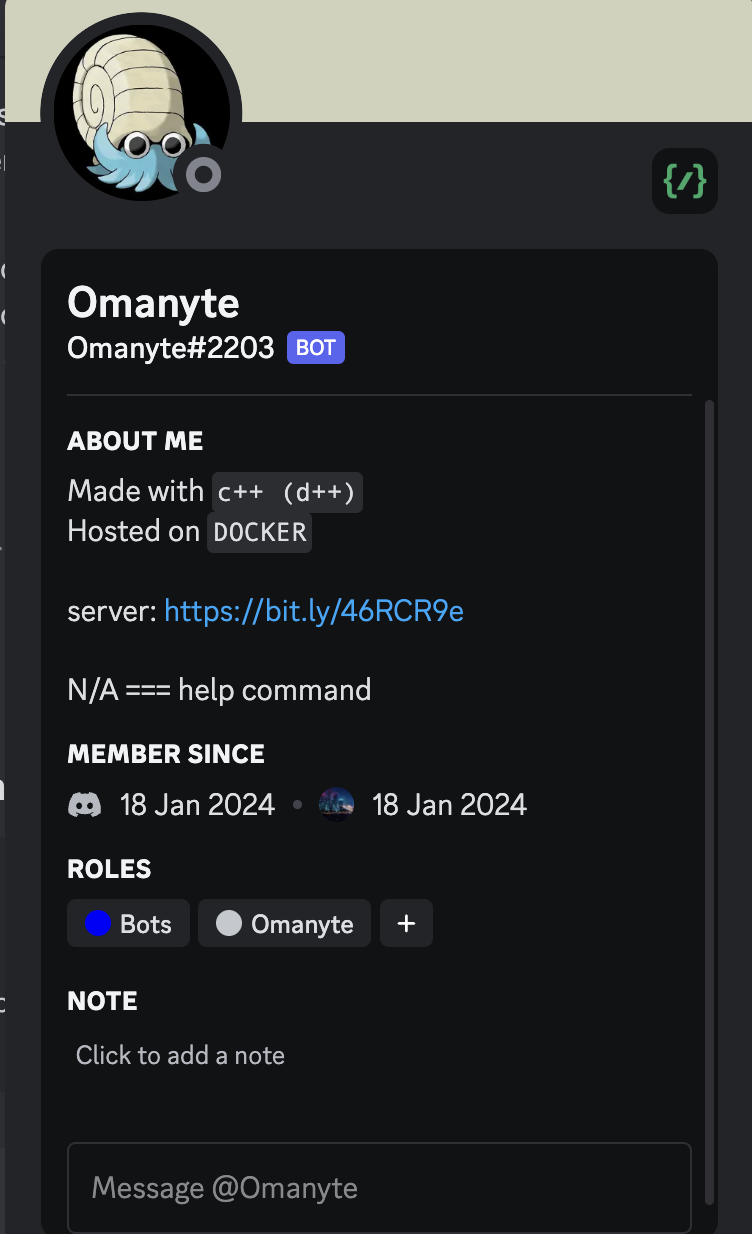 Omanyte
Omanyte#2203 BOT
ABOUT ME
Made with c++ (d++)
Hosted on DOCKER
server: https://bit.ly/46RCR9e
N/A === help command
MEMBER SINCE
18 Jan 2024 • 18 Jan 2024
ROLES
Bots Omanyte +
NOTE
Click to add a note
Message @Omanyte